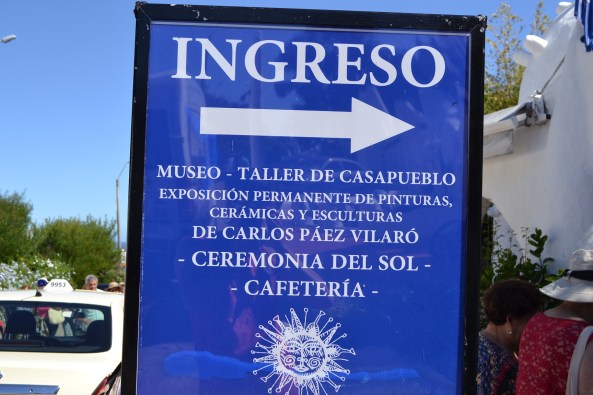 INGRESO
MUSEO - TALLER DE CASAPUEBLO
EXPOSICIÓN PERMANENTE DE PINTURAS,
CERÁMICAS Y ESCULTURAS
DE CARLOS PÁEZ VILARÓ
- CEREMONIA DEL SOL -
- CAFETERÍA -
9953